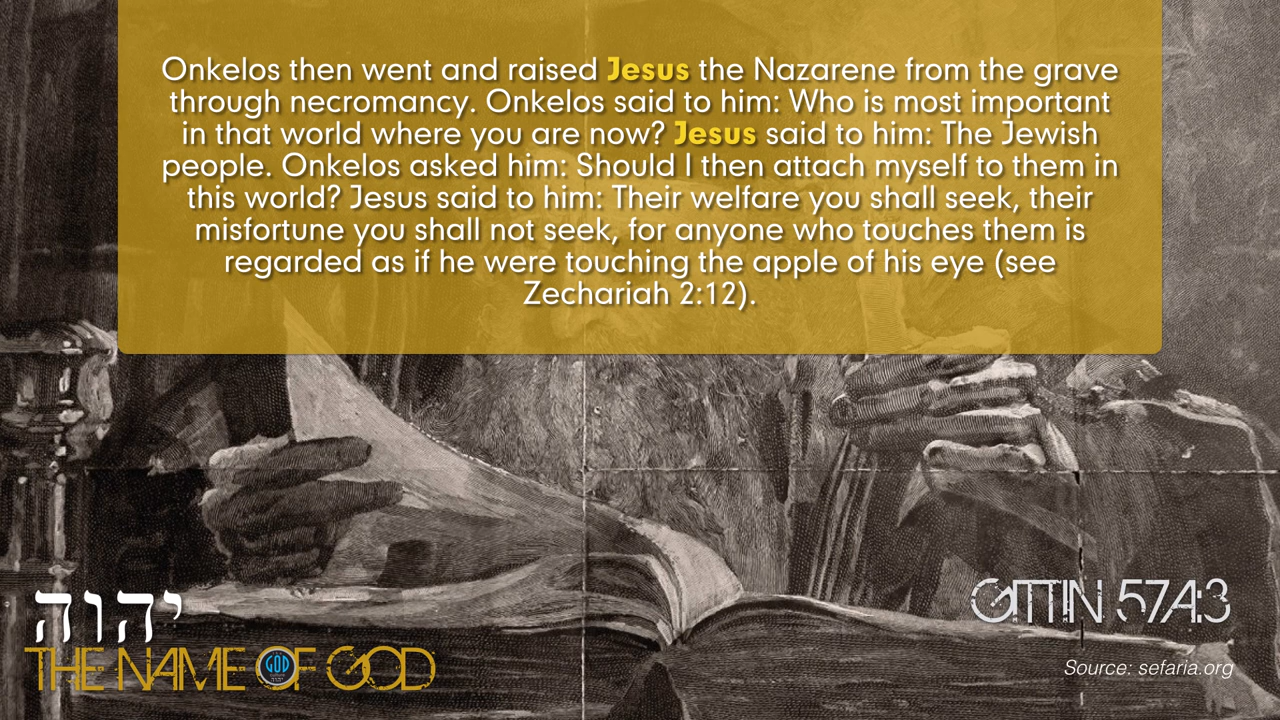 Onkelos then went and raised Jesus the Nazarene from the grave
through necromancy. Onkelos said to him: Who is most important
in that world where you are now? Jesus said to him: The Jewish
people. Onkelos asked him: Should I then attach myself to them in
this world? Jesus said to him: Their welfare you shall seek, their
misfortune you shall not seek, for anyone who touches them is
regarded as if he were touching the apple of his eye (see
Zechariah 2:12).
יהוה
THE NAME OF GOD
GOD
GITTIN 57A:3
Source: sefaria.org